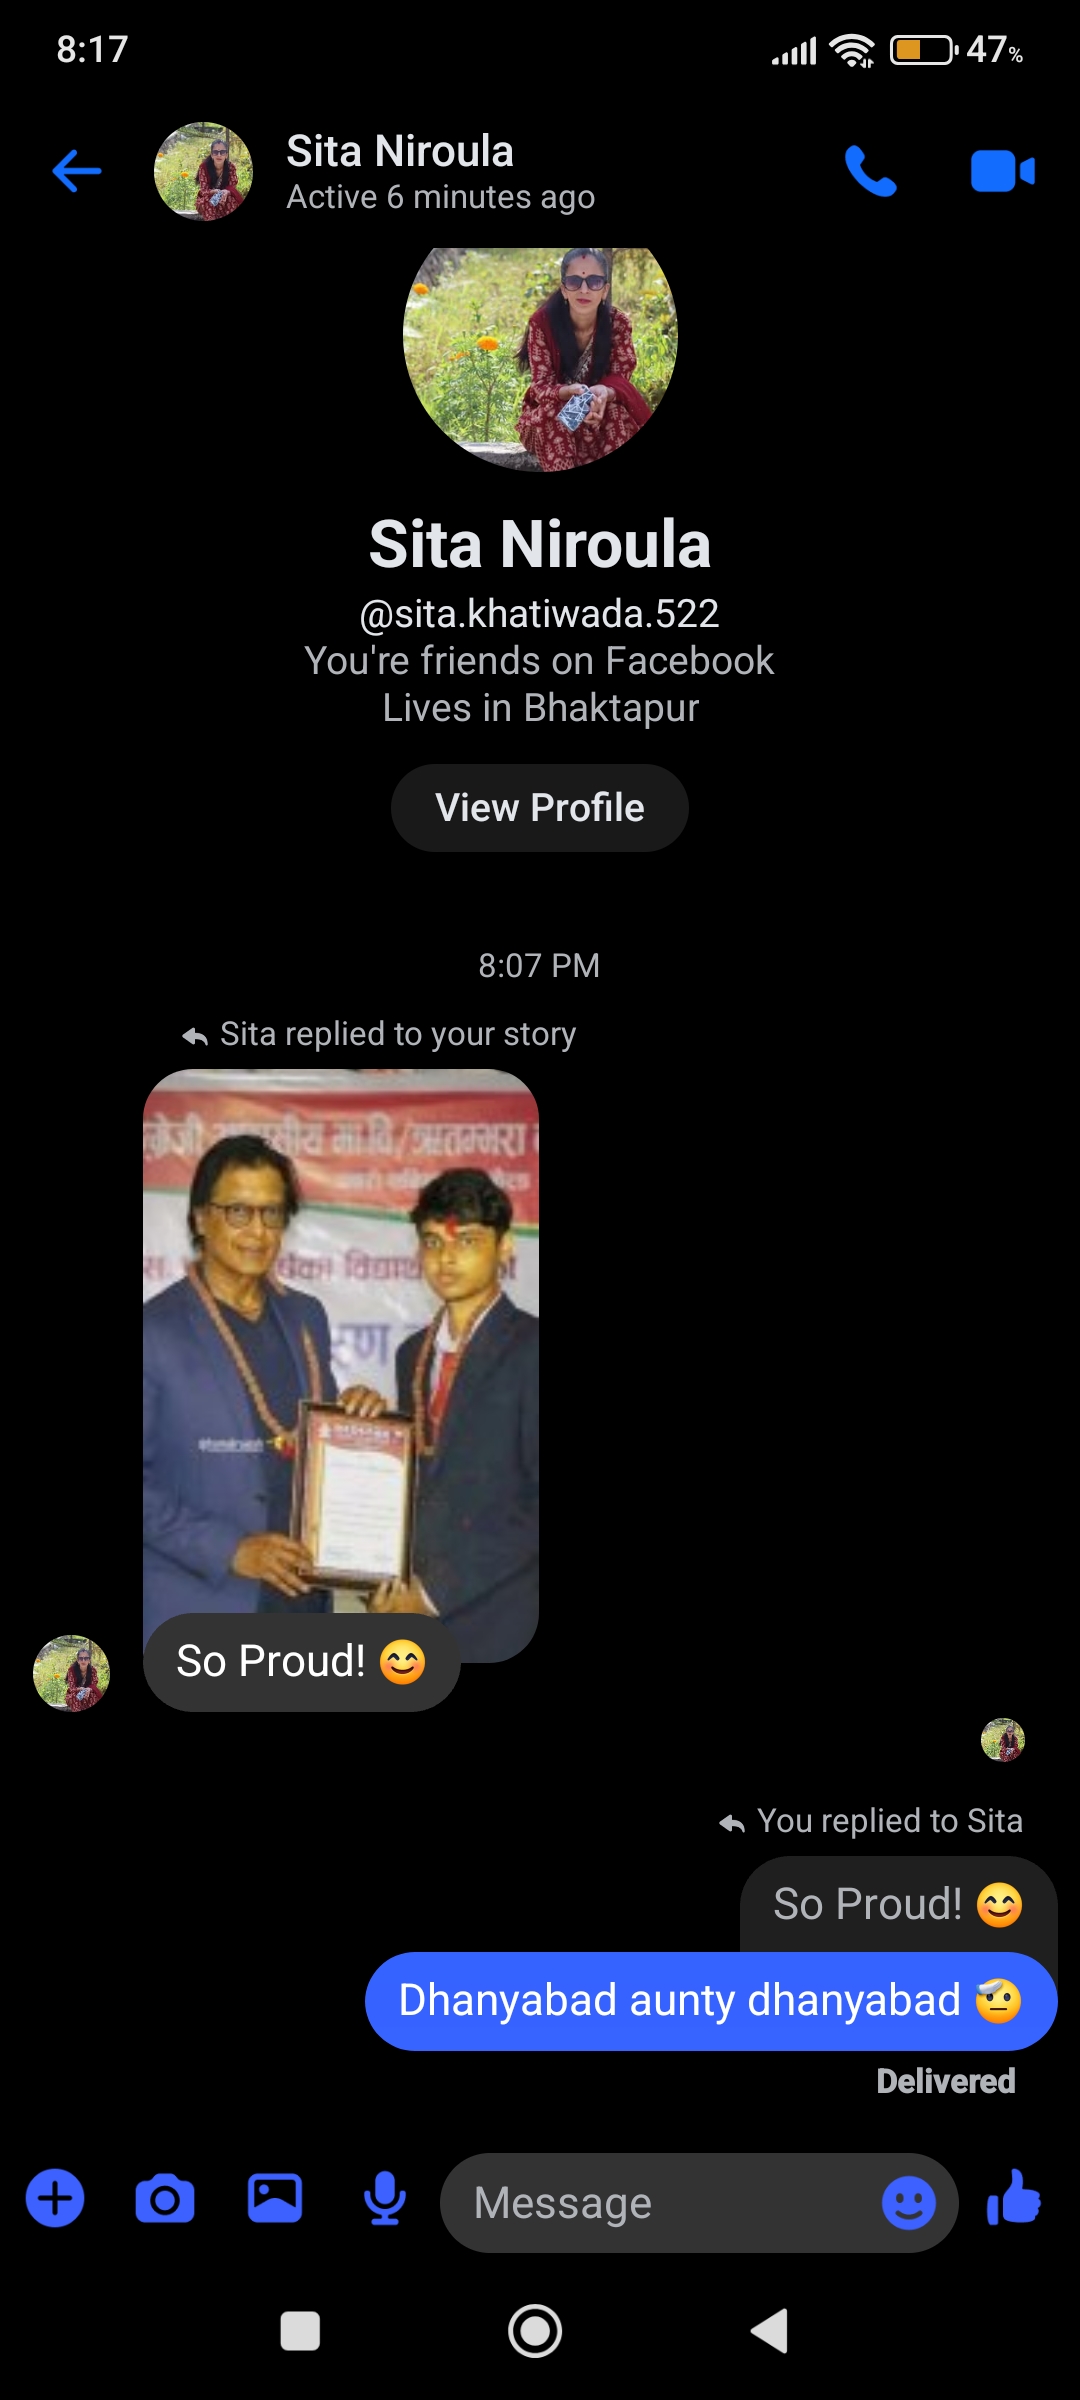 8:17
47%
Sita Niroula
Active 6 minutes ago
Sita Niroula
@sita.khatiwada.522
You're friends on Facebook
Lives in Bhaktapur
View Profile
8:07 PM
Sita replied to your story
मा.वि./ऋतम्भरा
So Proud! 😊
You replied to Sita
So Proud! 😊
Dhanyabad aunty dhanyabad 🤕
Delivered
Message